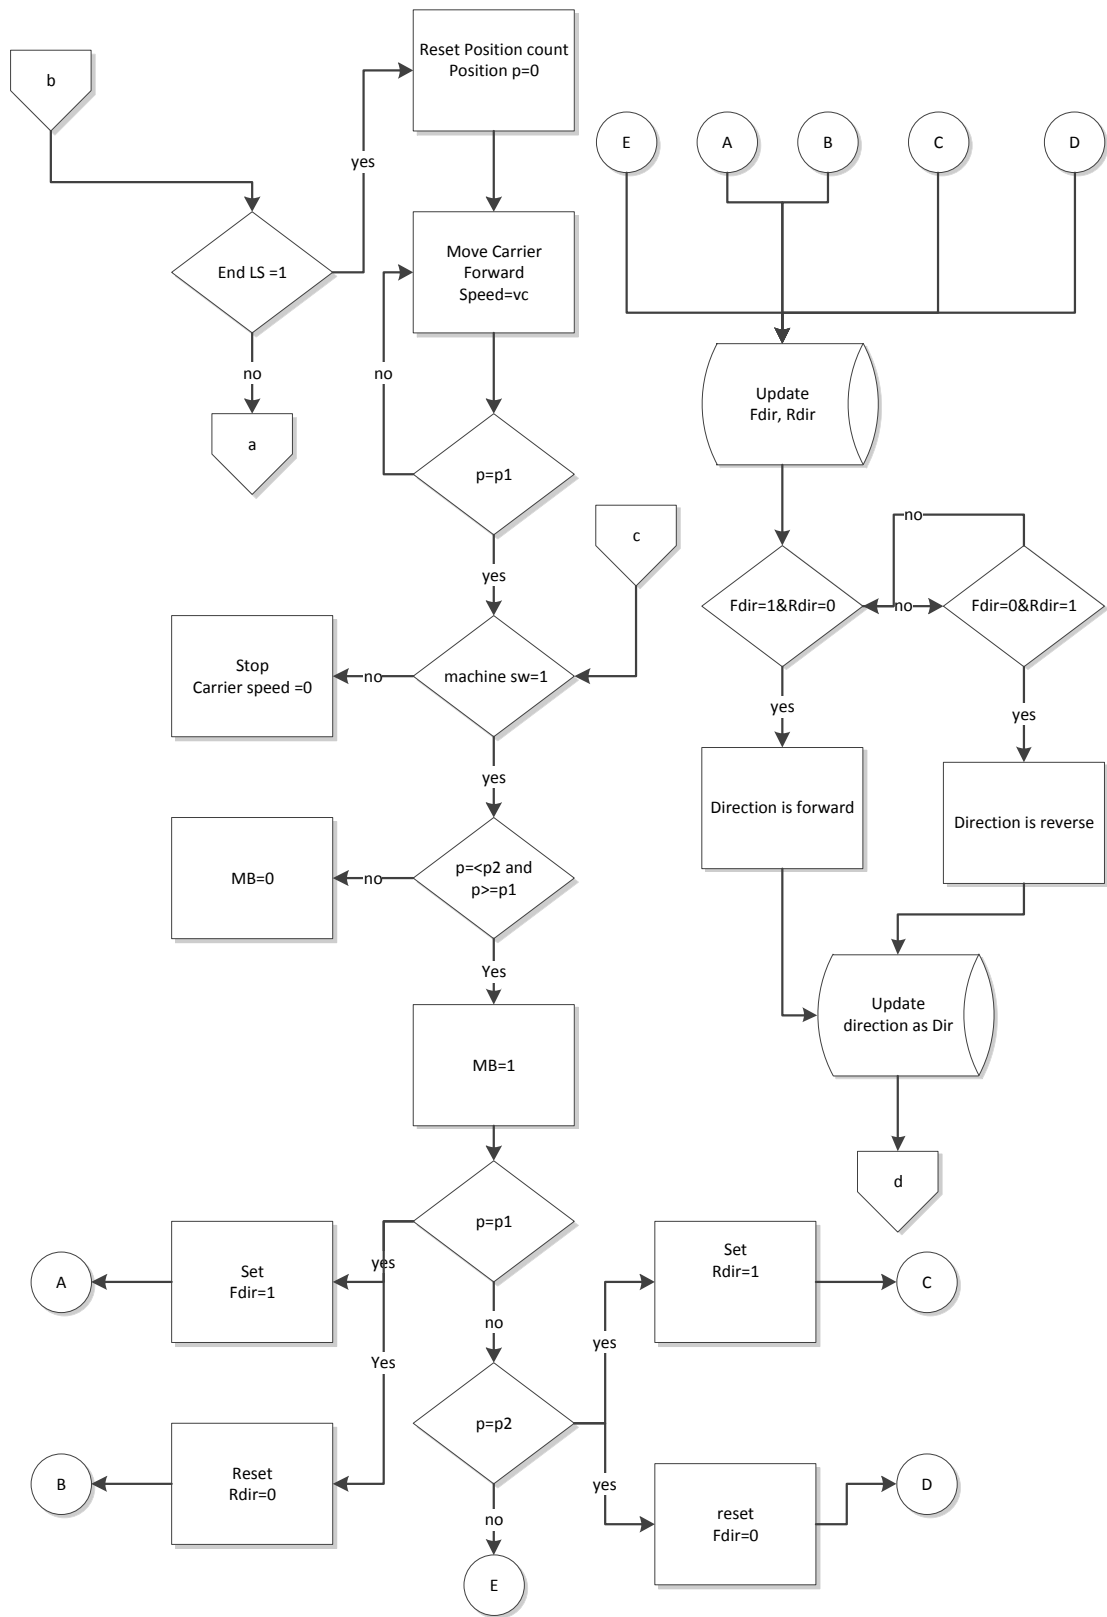 b
Reset Position count
Position p=0
yes
End LS =1
no
a
Move Carrier
Forward
Speed=vc
no
p=p1
yes
c
machine sw=1
no
Stop
Carrier speed =0
yes
p=<p2 and
p>=p1
no
MB=0
Yes
MB=1
p=p1
yes
Set
Fdir=1
A
Yes
Reset
Rdir=0
B
no
p=p2
yes
Set
Rdir=1
C
yes
reset
Fdir=0
D
no
E
E
A
B
C
D
Update
Fdir, Rdir
Fdir=1&Rdir=0
no
no
Fdir=0&Rdir=1
yes
yes
Direction is forward
Direction is reverse
Update
direction as Dir
d